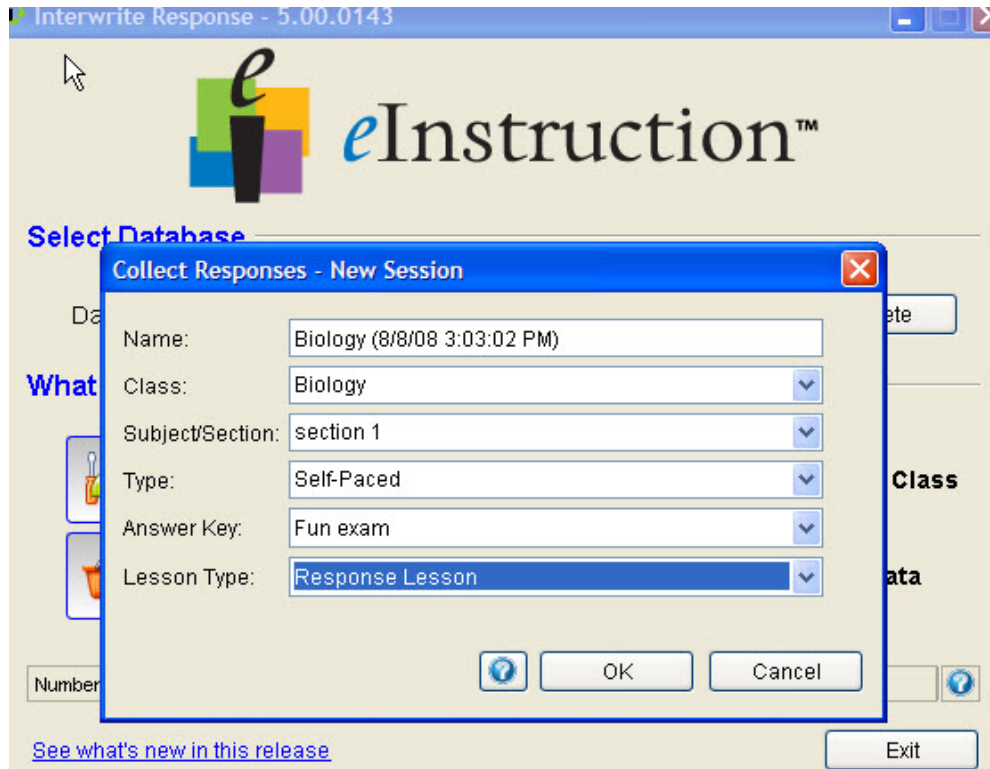 Interwrite Response - 5.00.0143
eInstruction™
Select Database
Collect Responses - New Session
Name: Biology (8/8/08 3:03:02 PM)
What
Class: Biology
Subject/Section: section 1
Type: Self-Paced
Class
Answer Key: Fun exam
Lesson Type: Response Lesson
OK Cancel
Number
See what's new in this release
Exit